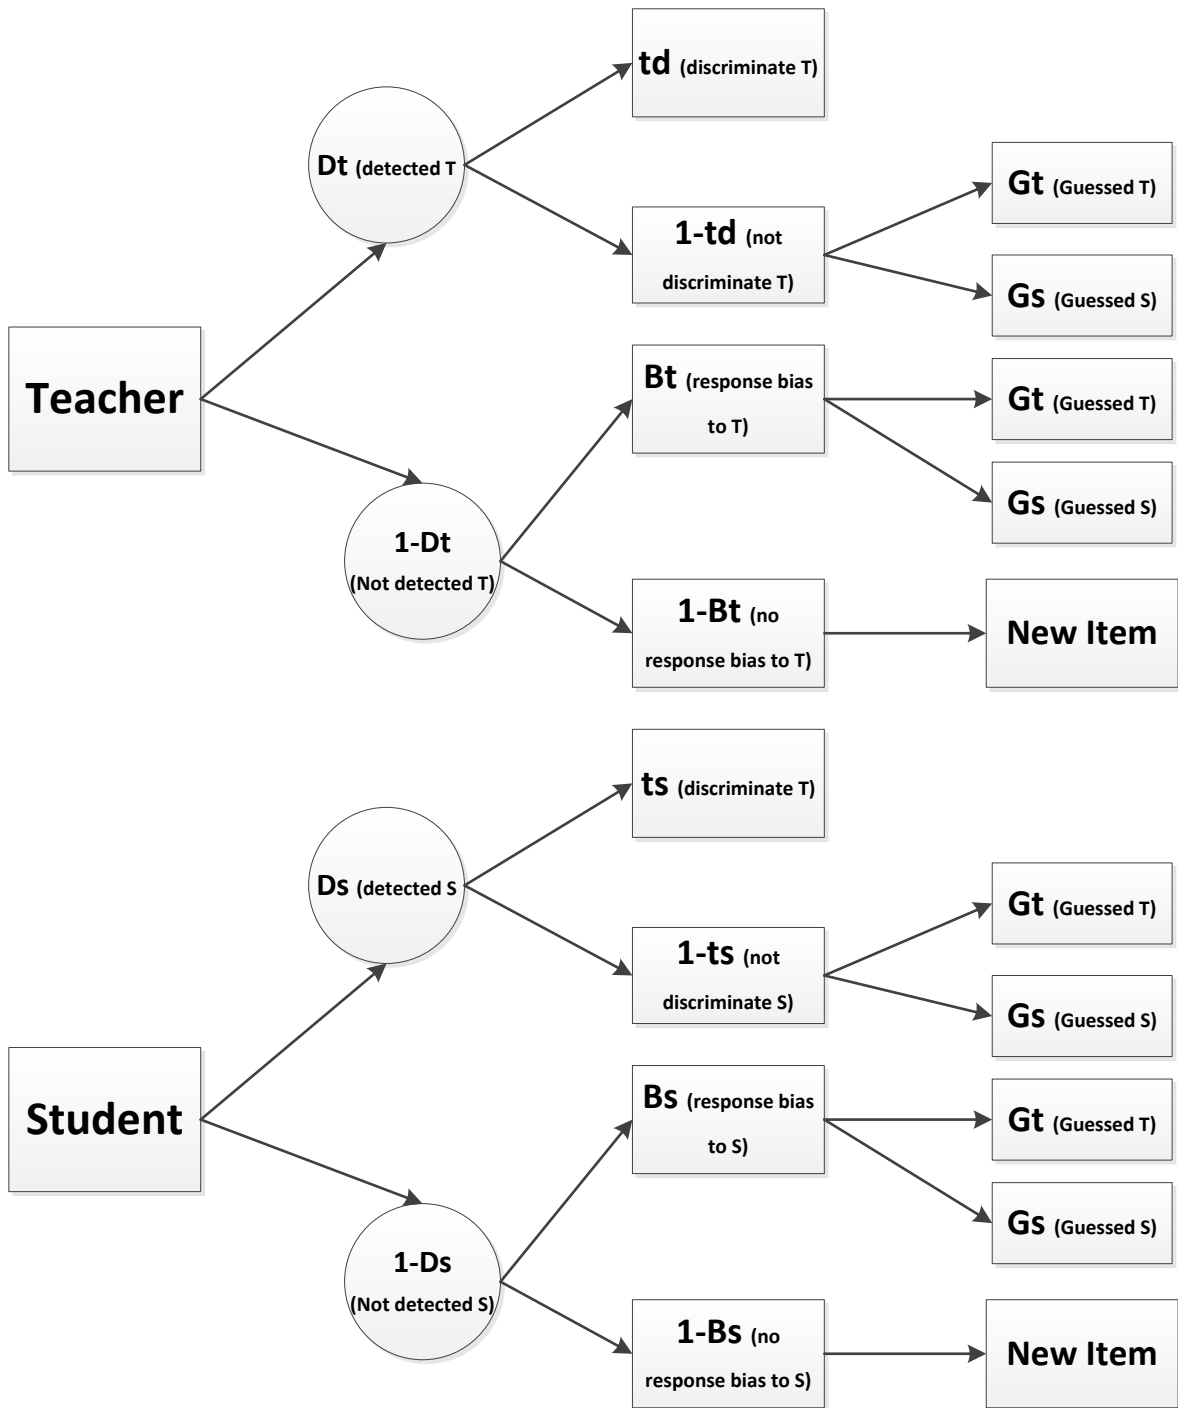 td (discriminate T)
Dt (detected T
Gt (Guessed T)
1-td (not
discriminate T)
Gs (Guessed S)
Teacher
Bt (response bias
to T)
Gt (Guessed T)
Gs (Guessed S)
1-Dt
(Not detected T)
1-Bt (no
response bias to T)
New Item
ts (discriminate T)
Ds (detected S
Gt (Guessed T)
1-ts (not
discriminate S)
Gs (Guessed S)
Student
Bs (response bias
to S)
Gt (Guessed T)
Gs (Guessed S)
1-Ds
(Not detected S)
1-Bs (no
response bias to S)
New Item